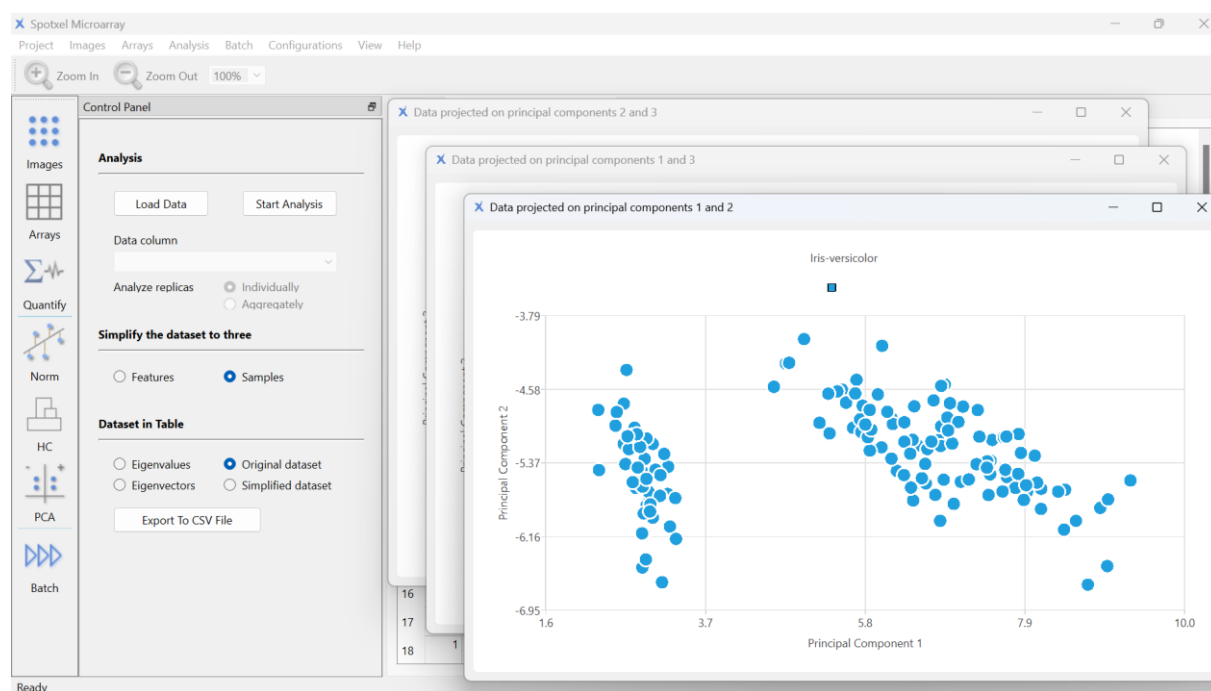 Spotxel Microarray
Project Images Arrays Analysis Batch Configurations View Help
Zoom In Zoom Out 100%
Images
Arrays
Quantify
Norm
HC
PCA
Batch
Control Panel
Analysis
Load Data Start Analysis
Data column
Analyze replicas Individually
Aggregately
Simplify the dataset to three
Features Samples
Dataset in Table
Eigenvalues Original dataset
Eigenvectors Simplified dataset
Export To CSV File
Data projected on principal components 2 and 3
Data projected on principal components 1 and 3
Data projected on principal components 1 and 2
Iris-versicolor
-3.79
-4.58
-5.37
-6.16
-6.95
Principal Component 2
1.6 3.7 5.8 7.9 10.0
Principal Component 1
16
17
18 1
Ready